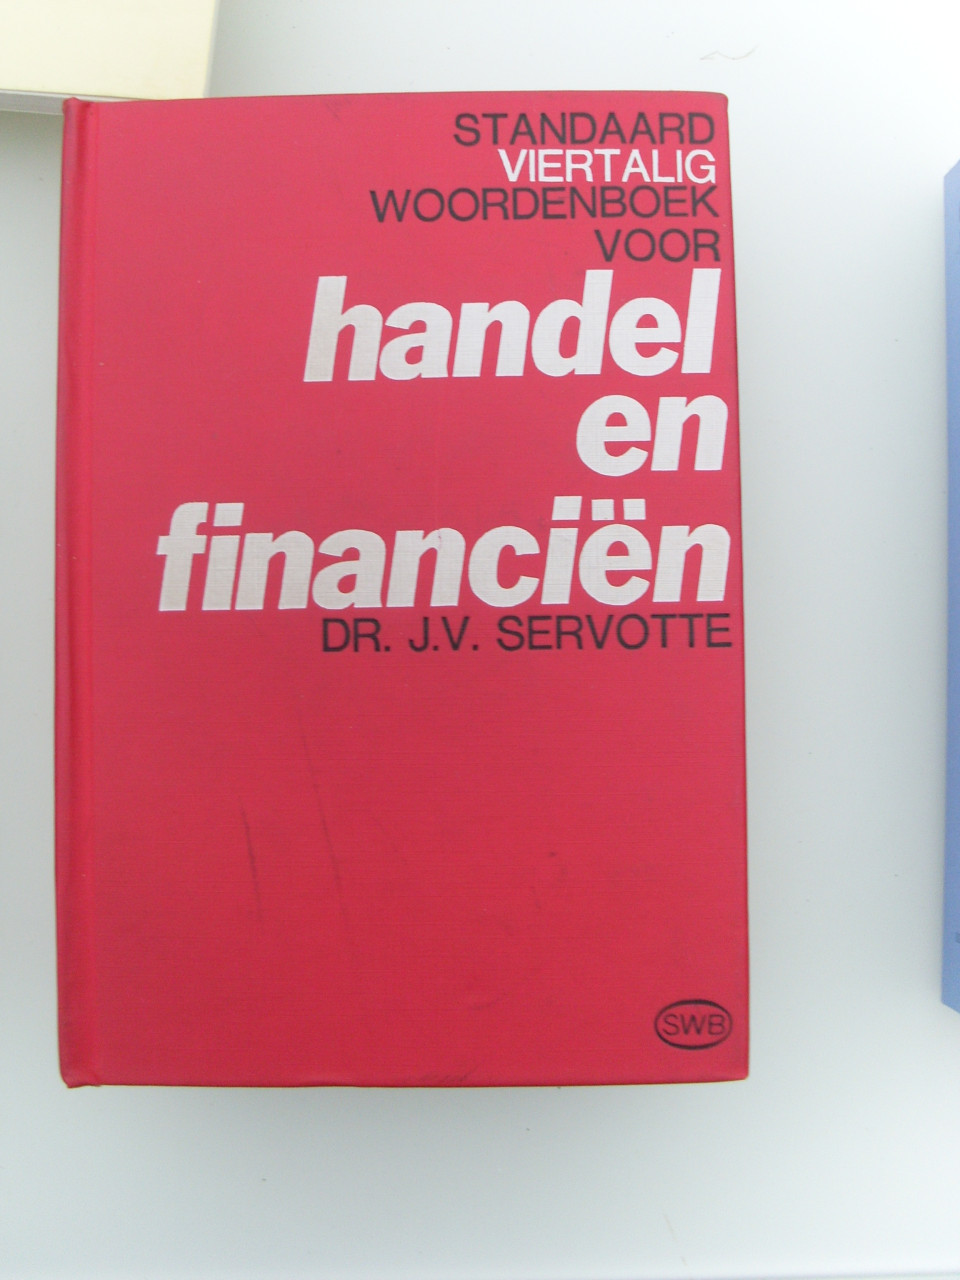 STANDAARD
VIERTALIG
WOORDENBOEK
VOOR
handel
en
financiën
DR. J.V. SERVOTTE
SWB